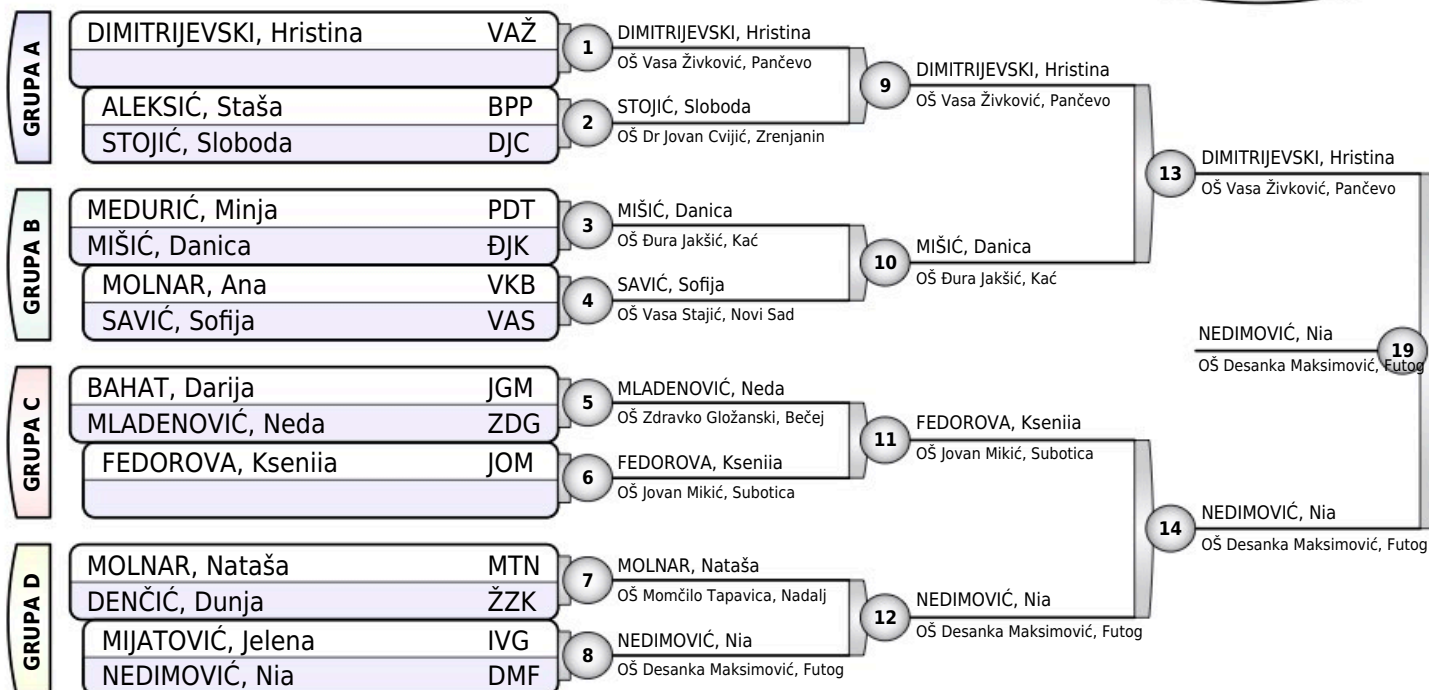 GRUPA A
DIMITRIJEVSKI, Hristina VAŽ
ALEKSIĆ, Staša BPP
STOJIĆ, Sloboda DJC
GRUPA B
MEDURIĆ, Minja PDT
MIŠIĆ, Danica ĐJK
MOLNAR, Ana VKB
SAVIĆ, Sofija VAS
GRUPA C
BAHAT, Darija JGM
MLADENOVIĆ, Neda ZDG
FEDOROVA, Kseniia JOM
GRUPA D
MOLNAR, Nataša MTN
DENČIĆ, Dunja ŽZK
MIJATOVIĆ, Jelena IVG
NEDIMOVIĆ, Nia DMF
1
DIMITRIJEVSKI, Hristina
OŠ Vasa Živković, Pančevo
2
STOJIĆ, Sloboda
OŠ Dr Jovan Cvijić, Zrenjanin
3
MIŠIĆ, Danica
OŠ Đura Jakšić, Kać
4
SAVIĆ, Sofija
OŠ Vasa Stajić, Novi Sad
5
MLADENOVIĆ, Neda
OŠ Zdravko Gložanski, Bečej
6
FEDOROVA, Kseniia
OŠ Jovan Mikić, Subotica
7
MOLNAR, Nataša
OŠ Momčilo Tapavica, Nadalj
8
NEDIMOVIĆ, Nia
OŠ Desanka Maksimović, Futog
9
DIMITRIJEVSKI, Hristina
OŠ Vasa Živković, Pančevo
10
MIŠIĆ, Danica
OŠ Đura Jakšić, Kać
11
FEDOROVA, Kseniia
OŠ Jovan Mikić, Subotica
12
NEDIMOVIĆ, Nia
OŠ Desanka Maksimović, Futog
13
DIMITRIJEVSKI, Hristina
OŠ Vasa Živković, Pančevo
14
NEDIMOVIĆ, Nia
OŠ Desanka Maksimović, Futog
NEDIMOVIĆ, Nia
19
OŠ Desanka Maksimović, Futog